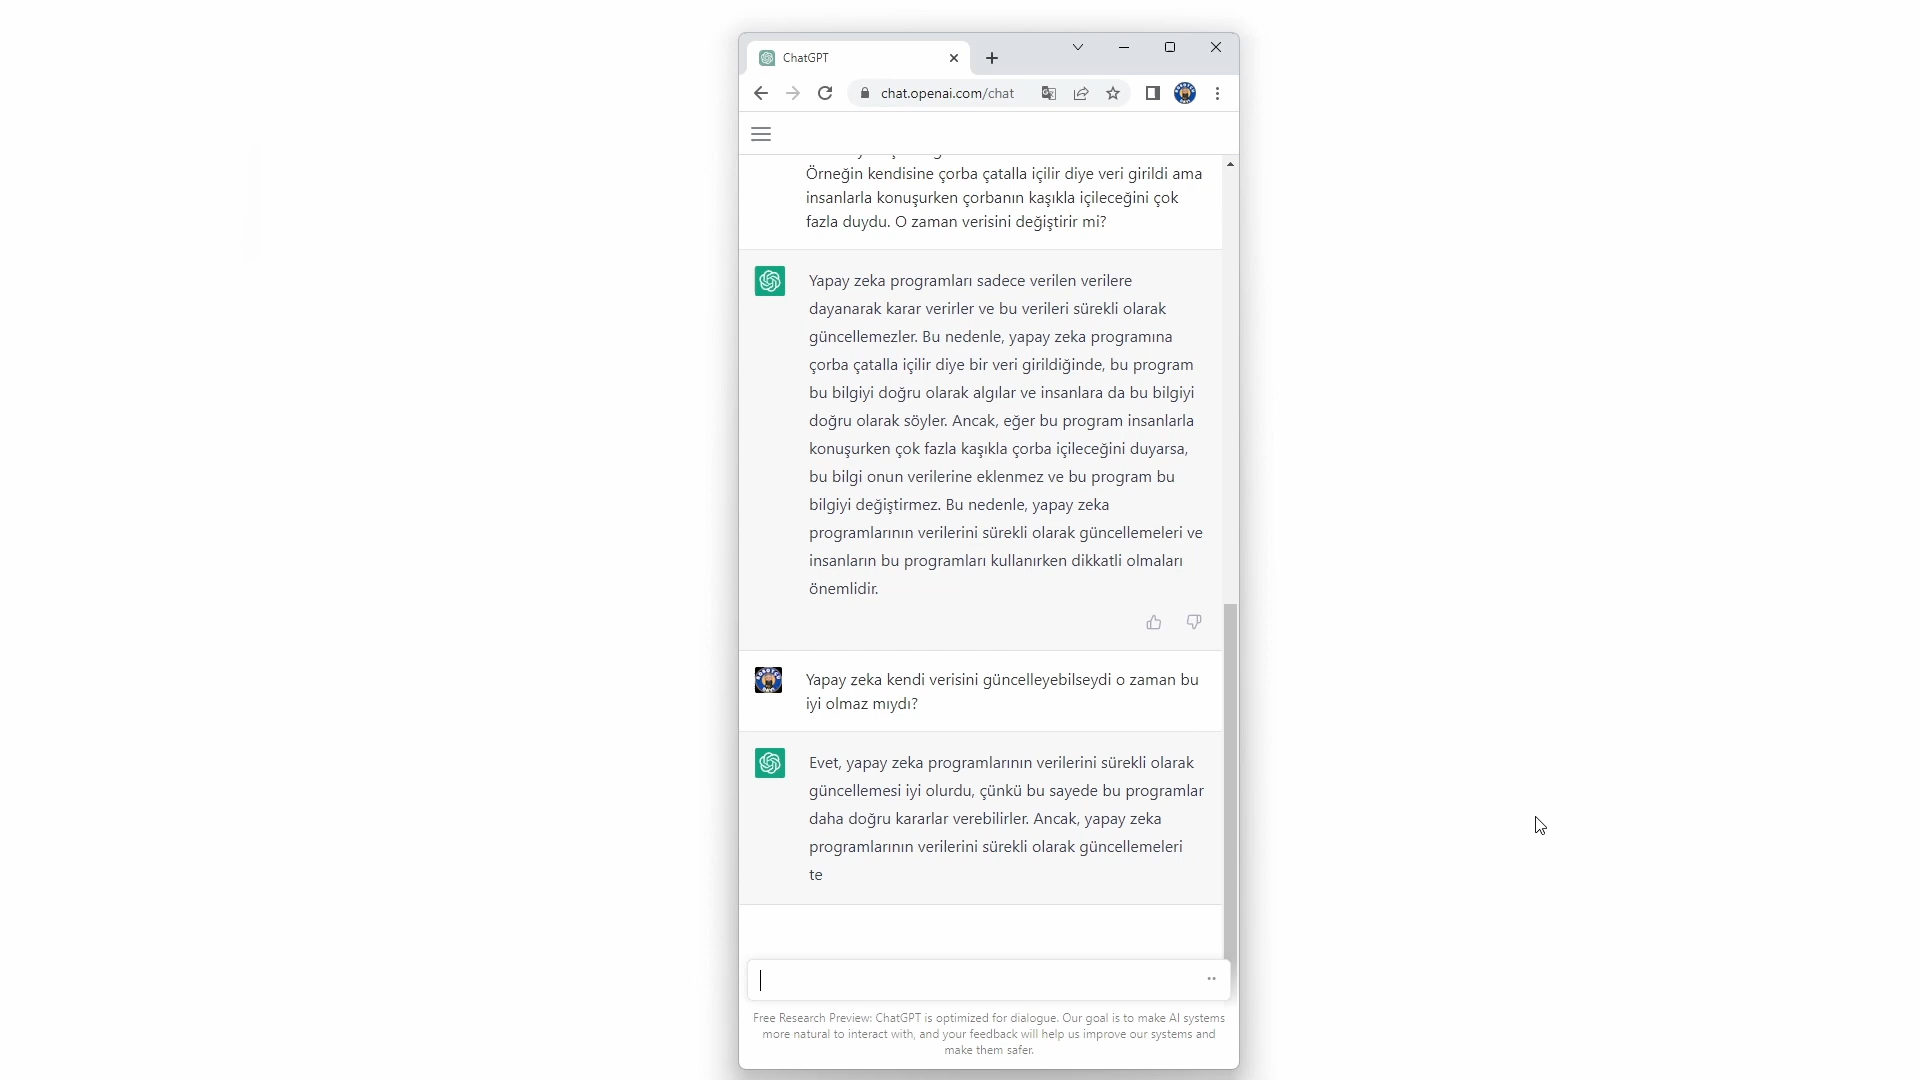 ChatGPT
chat.openai.com/chat
Örneğin kendisine çorba çatalla içilir diye veri girildi ama
insanlarla konuşurken çorbanın kaşıkla içileceğini çok
fazla duydu. O zaman verisini değiştirir mi?
Yapay zeka programları sadece verilen verilere
dayanarak karar verirler ve bu verileri sürekli olarak
güncellemezler. Bu nedenle, yapay zeka programına
çorba çatalla içilir diye bir veri girildiğinde, bu program
bu bilgiyi doğru olarak algılar ve insanlara da bu bilgiyi
doğru olarak söyler. Ancak, eğer bu program insanlarla
konuşurken çok fazla kaşıkla çorba içileceğini duyarsa,
bu bilgi onun verilerine eklenmez ve bu program bu
bilgiyi değiştirmez. Bu nedenle, yapay zeka
programlarının verilerini sürekli olarak güncellemeleri ve
insanların bu programları kullanırken dikkatli olmaları
önemlidir.
Yapay zeka kendi verisini güncelleyebilseydi o zaman bu
iyi olmaz mıydı?
Evet, yapay zeka programlarının verilerini sürekli olarak
güncellemesi iyi olurdu, çünkü bu sayede bu programlar
daha doğru kararlar verebilirler. Ancak, yapay zeka
programlarının verilerini sürekli olarak güncellemeleri
te
Free Research Preview: ChatGPT is optimized for dialogue. Our goal is to make AI systems
more natural to interact with, and your feedback will help us improve our systems and
make them safer.